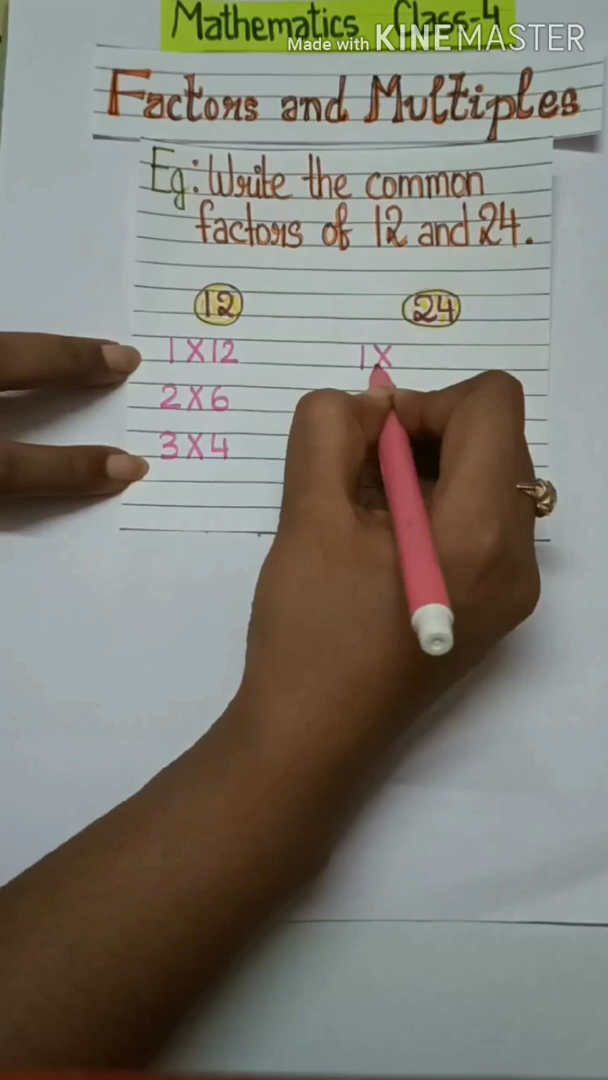 Mathematics Class-4
Made with KINEMASTER
Factors and Multiples
Eg: Write the common
factors of 12 and 24.
12 24
1X12 1X
2X6
3X4